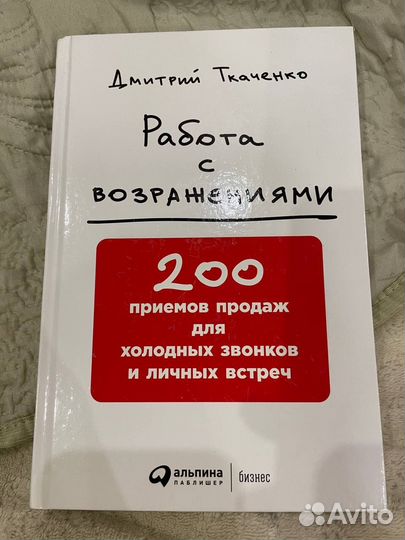 Дмитрий Ткаченко
Работа
с
возражениями
200
приемов продаж
для
холодных звонков
и личных встреч
альпина
ПАБЛИШЕР
бизнес
Avito